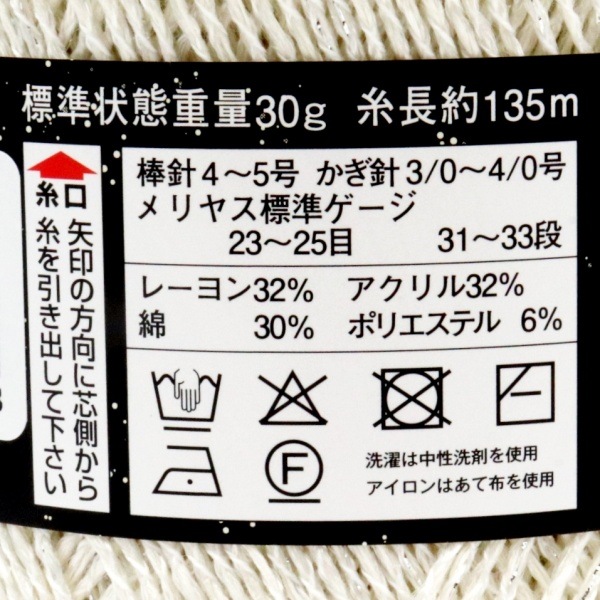 標準状態重量30g 糸長約135m
糸口
矢印の方向に芯側から
糸を引き出して下さい
棒針4〜5号 かぎ針3/0〜4/0号
メリヤス標準ゲージ
23〜25目 31〜33段
レーヨン32% アクリル32%
綿 30% ポリエステル 6%
F
洗濯は中性洗剤を使用
アイロンはあて布を使用